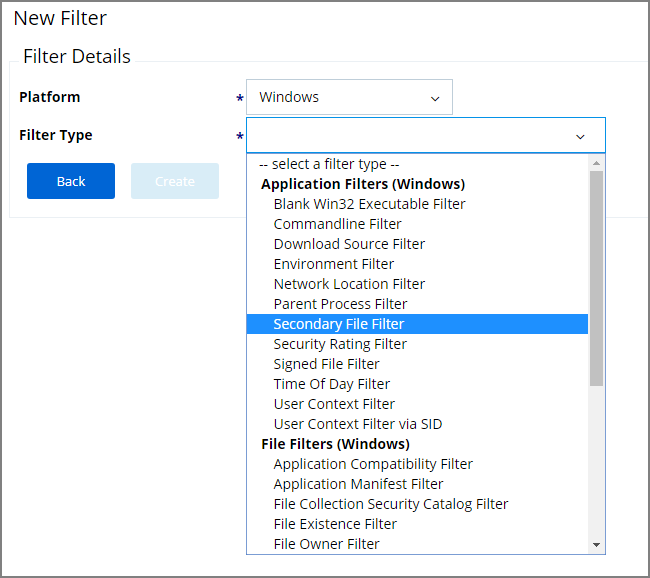 New Filter
Filter Details
Platform * Windows
Filter Type *
Back Create
-- select a filter type --
Application Filters (Windows)
Blank Win32 Executable Filter
Commandline Filter
Download Source Filter
Environment Filter
Network Location Filter
Parent Process Filter
Secondary File Filter
Security Rating Filter
Signed File Filter
Time Of Day Filter
User Context Filter
User Context Filter via SID
File Filters (Windows)
Application Compatibility Filter
Application Manifest Filter
File Collection Security Catalog Filter
File Existence Filter
File Owner Filter